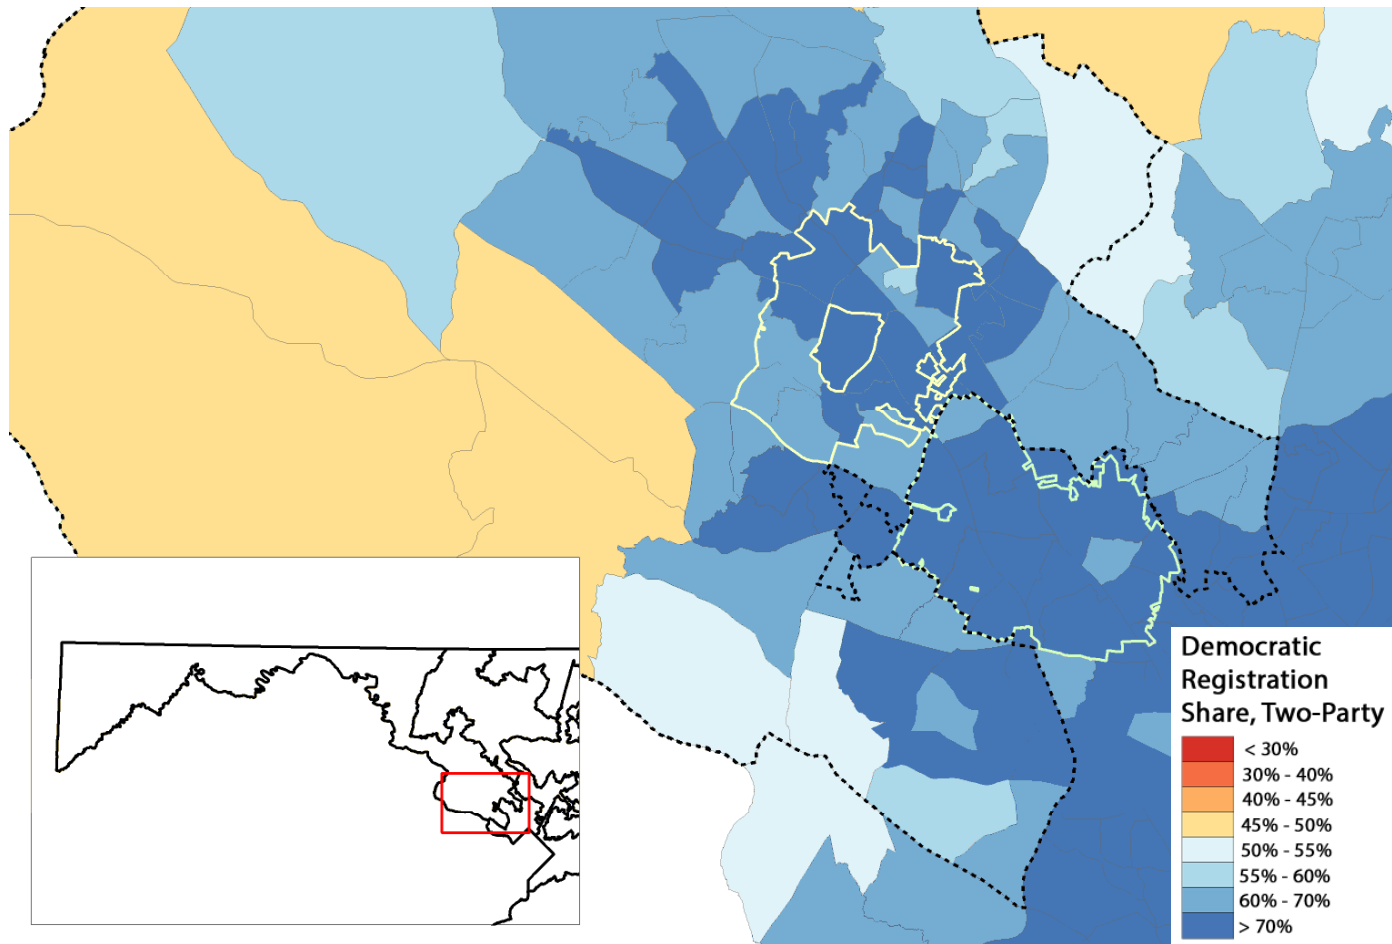 Democratic
Registration
Share, Two-Party
< 30%
30% - 40%
40% - 45%
45% - 50%
50% - 55%
55% - 60%
60% - 70%
> 70%